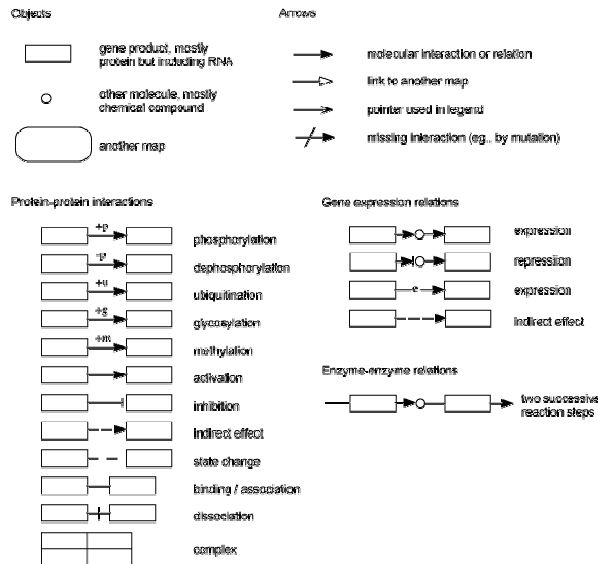 Objects
gene product, mostly
protein but including RNA
other molecule, mostly
chemical compound
another map
Arrows
molecular interaction or relation
link to another map
pointer used in legend
missing interaction (eg., by mutation)
Protein-protein interactions
+p
phosphorylation
-p
dephosphorylation
+u
ubiquitination
+g
glycosylation
+m
methylation
activation
inhibition
indirect effect
state change
binding / association
dissociation
complex
Gene expression relations
expression
repression
e
expression
indirect effect
Enzyme-enzyme relations
two successive
reaction steps